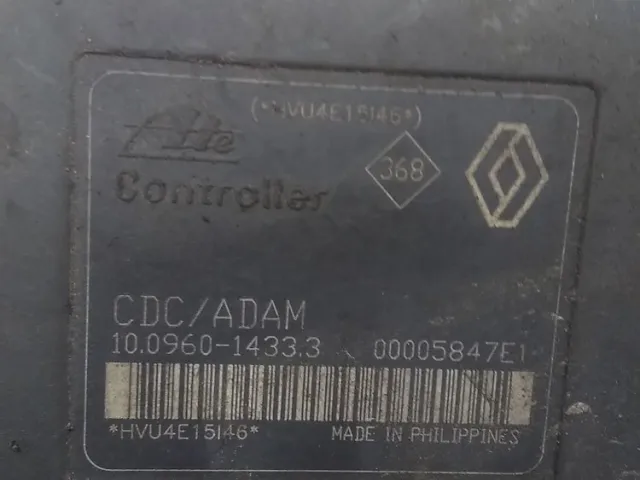 (*HVU4E15I46*)
Ate
368
Controller
CDC/ADAM
10.0960-1433.3 00005847E1
*HVU4E15I46* MADE IN PHILIPPINES